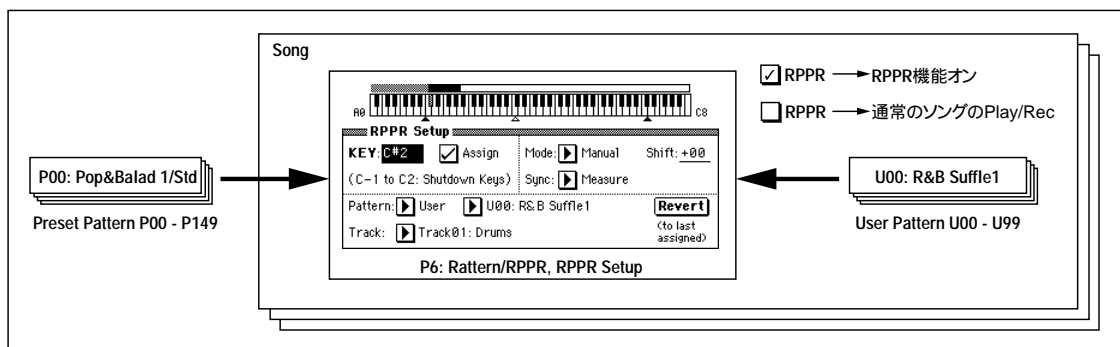 Song
RPPR RPPR機能オン
RPPR 通常のソングのPlay/Rec
A0 C8
RPPR Setup
KEY: C#2 Assign Mode: Manual Shift: +00
(C-1 to C2: Shutdown Keys) Sync: Measure
Pattern: User U00: R&B Suffle1 Revert
(to last assigned)
Track: Track01: Drums
P6: Rattern/RPPR, RPPR Setup
P00: Pop&Balad 1/Std
Preset Pattern P00 - P149
U00: R&B Suffle1
User Pattern U00 - U99